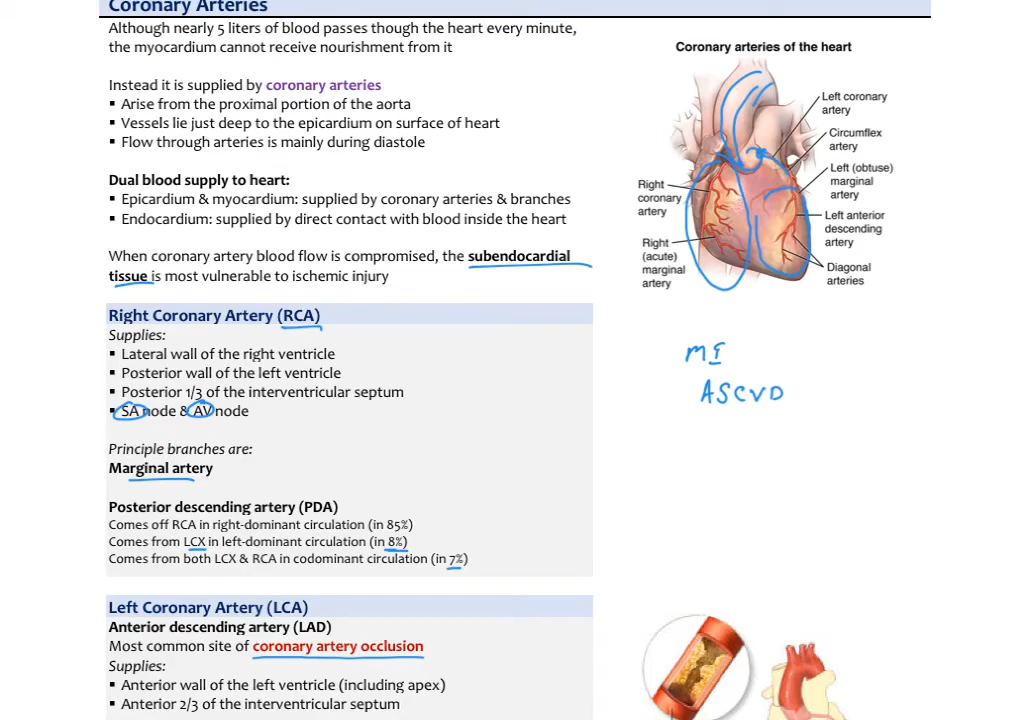 Coronary Arteries
Although nearly 5 liters of blood passes though the heart every minute,
the myocardium cannot receive nourishment from it
Instead it is supplied by coronary arteries
▪ Arise from the proximal portion of the aorta
▪ Vessels lie just deep to the epicardium on surface of heart
▪ Flow through arteries is mainly during diastole
Dual blood supply to heart:
▪ Epicardium & myocardium: supplied by coronary arteries & branches
▪ Endocardium: supplied by direct contact with blood inside the heart
When coronary artery blood flow is compromised, the subendocardial
tissue is most vulnerable to ischemic injury
Right Coronary Artery (RCA)
Supplies:
▪ Lateral wall of the right ventricle
▪ Posterior wall of the left ventricle
▪ Posterior 1/3 of the interventricular septum
▪ SA node & AV node
Principle branches are:
Marginal artery
Posterior descending artery (PDA)
Comes off RCA in right-dominant circulation (in 85%)
Comes from LCX in left-dominant circulation (in 8%)
Comes from both LCX & RCA in codominant circulation (in 7%)
Left Coronary Artery (LCA)
Anterior descending artery (LAD)
Most common site of coronary artery occlusion
Supplies:
▪ Anterior wall of the left ventricle (including apex)
▪ Anterior 2/3 of the interventricular septum
Coronary arteries of the heart
Left coronary
artery
Circumflex
artery
Left (obtuse)
marginal
artery
Left anterior
descending
artery
Diagonal
arteries
Right
coronary
artery
Right
(acute)
marginal
artery
MI
ASCVD